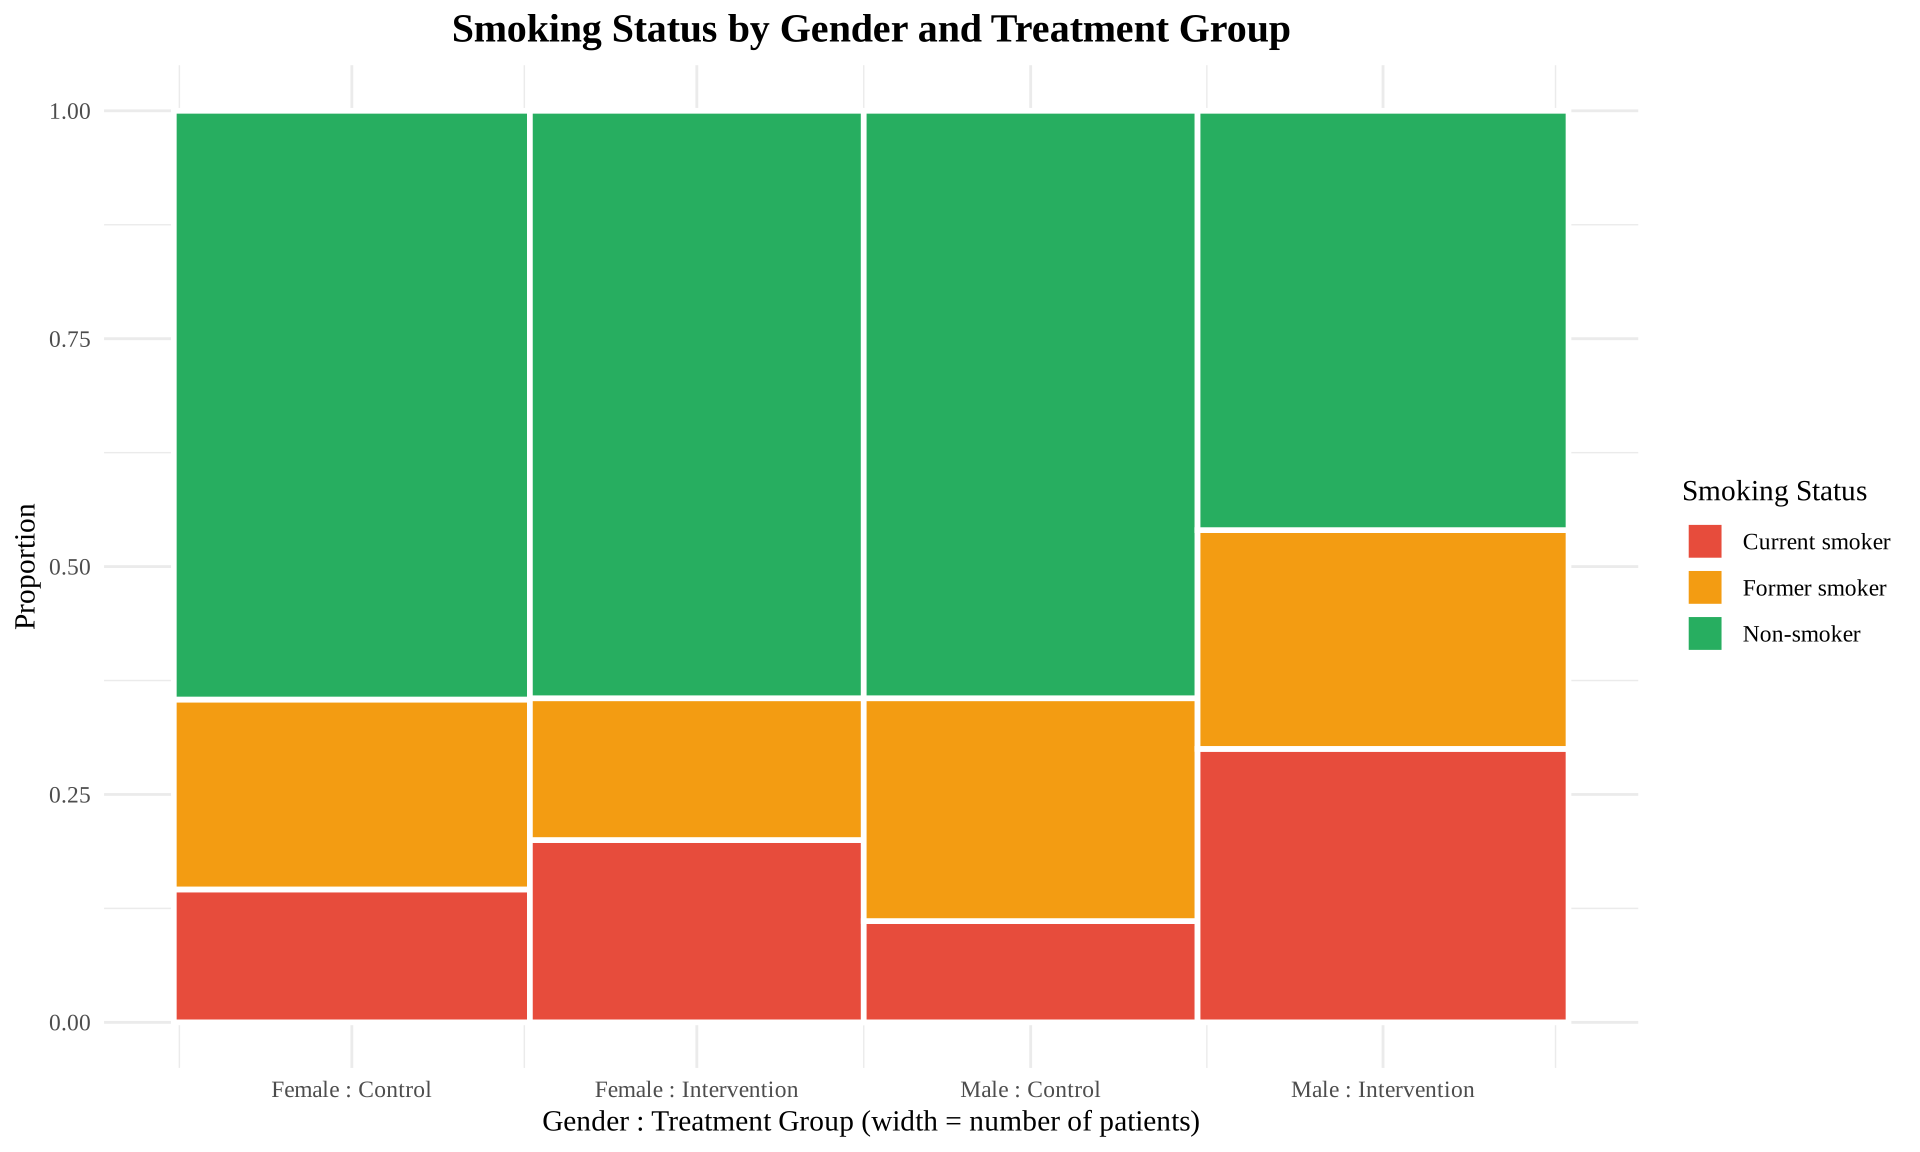 Smoking Status by Gender and Treatment Group
1.00
0.75
0.50
0.25
0.00
Proportion
Female : Control
Female : Intervention
Male : Control
Male : Intervention
Gender : Treatment Group (width = number of patients)
Smoking Status
Current smoker
Former smoker
Non-smoker